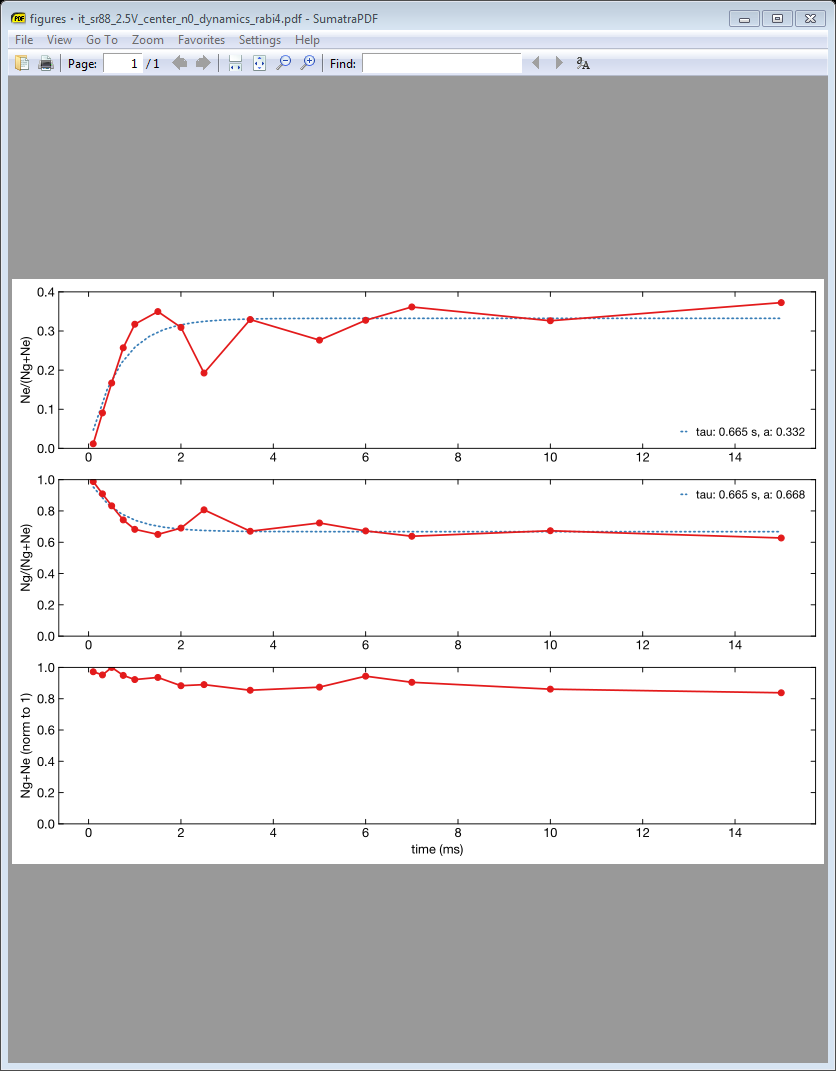 figures • it_sr88_2.5V_center_n0_dynamics_rabi4.pdf - SumatraPDF
File View Go To Zoom Favorites Settings Help
Page: 1 / 1 Find: aA
0.4
0.3
0.2
0.1
0.0
Ne/(Ng+Ne)
tau: 0.665 s, a: 0.332
0 2 4 6 8 10 12 14
1.0
0.8
0.6
0.4
0.2
0.0
Ng/(Ng+Ne)
tau: 0.665 s, a: 0.668
0 2 4 6 8 10 12 14
1.0
0.8
0.6
0.4
0.2
0.0
Ng+Ne (norm to 1)
0 2 4 6 8 10 12 14
time (ms)